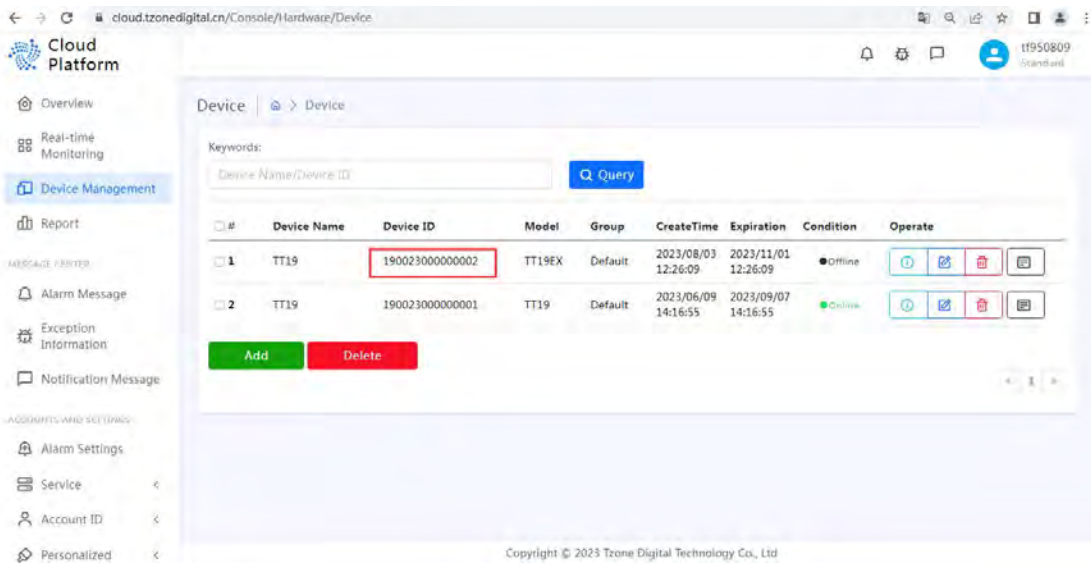 cloud.tzonedigital.cn/Console/Hardware/Device
Cloud
Platform
tf950809
Standard
Overview
Real-time
Monitoring
Device Management
Report
MESSAGE CENTER
Alarm Message
Exception
Information
Notification Message
ACCOUNTS AND SETTINGS
Alarm Settings
Service <
Account ID <
Personalized <
Device > Device
Keywords:
Device Name/Device ID
Query
# Device Name Device ID Model Group CreateTime Expiration Condition Operate
1 TT19 190023000000002 TT19EX Default 2023/08/03 2023/11/01 Offline
12:26:09 12:26:09
2 TT19 190023000000001 TT19 Default 2023/06/09 2023/09/07 Online
14:16:55 14:16:55
Add Delete
1
Copyright © 2023 Tzone Digital Technology Co., Ltd